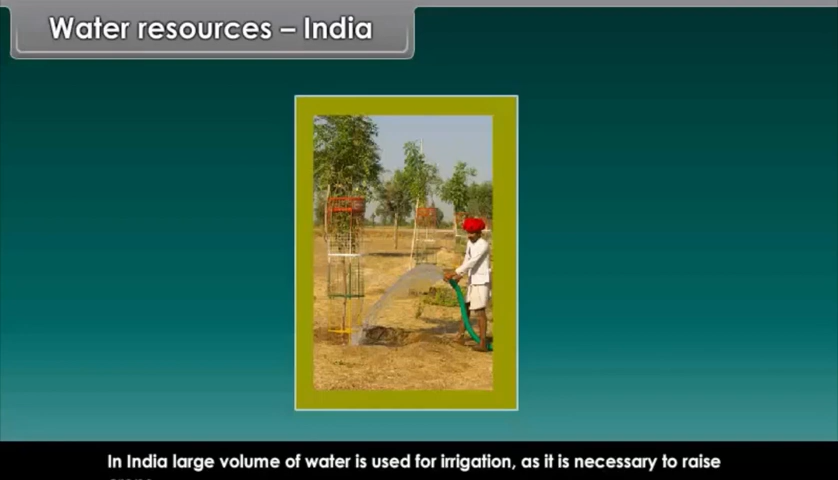 Water resources – India
In India large volume of water is used for irrigation, as it is necessary to raise